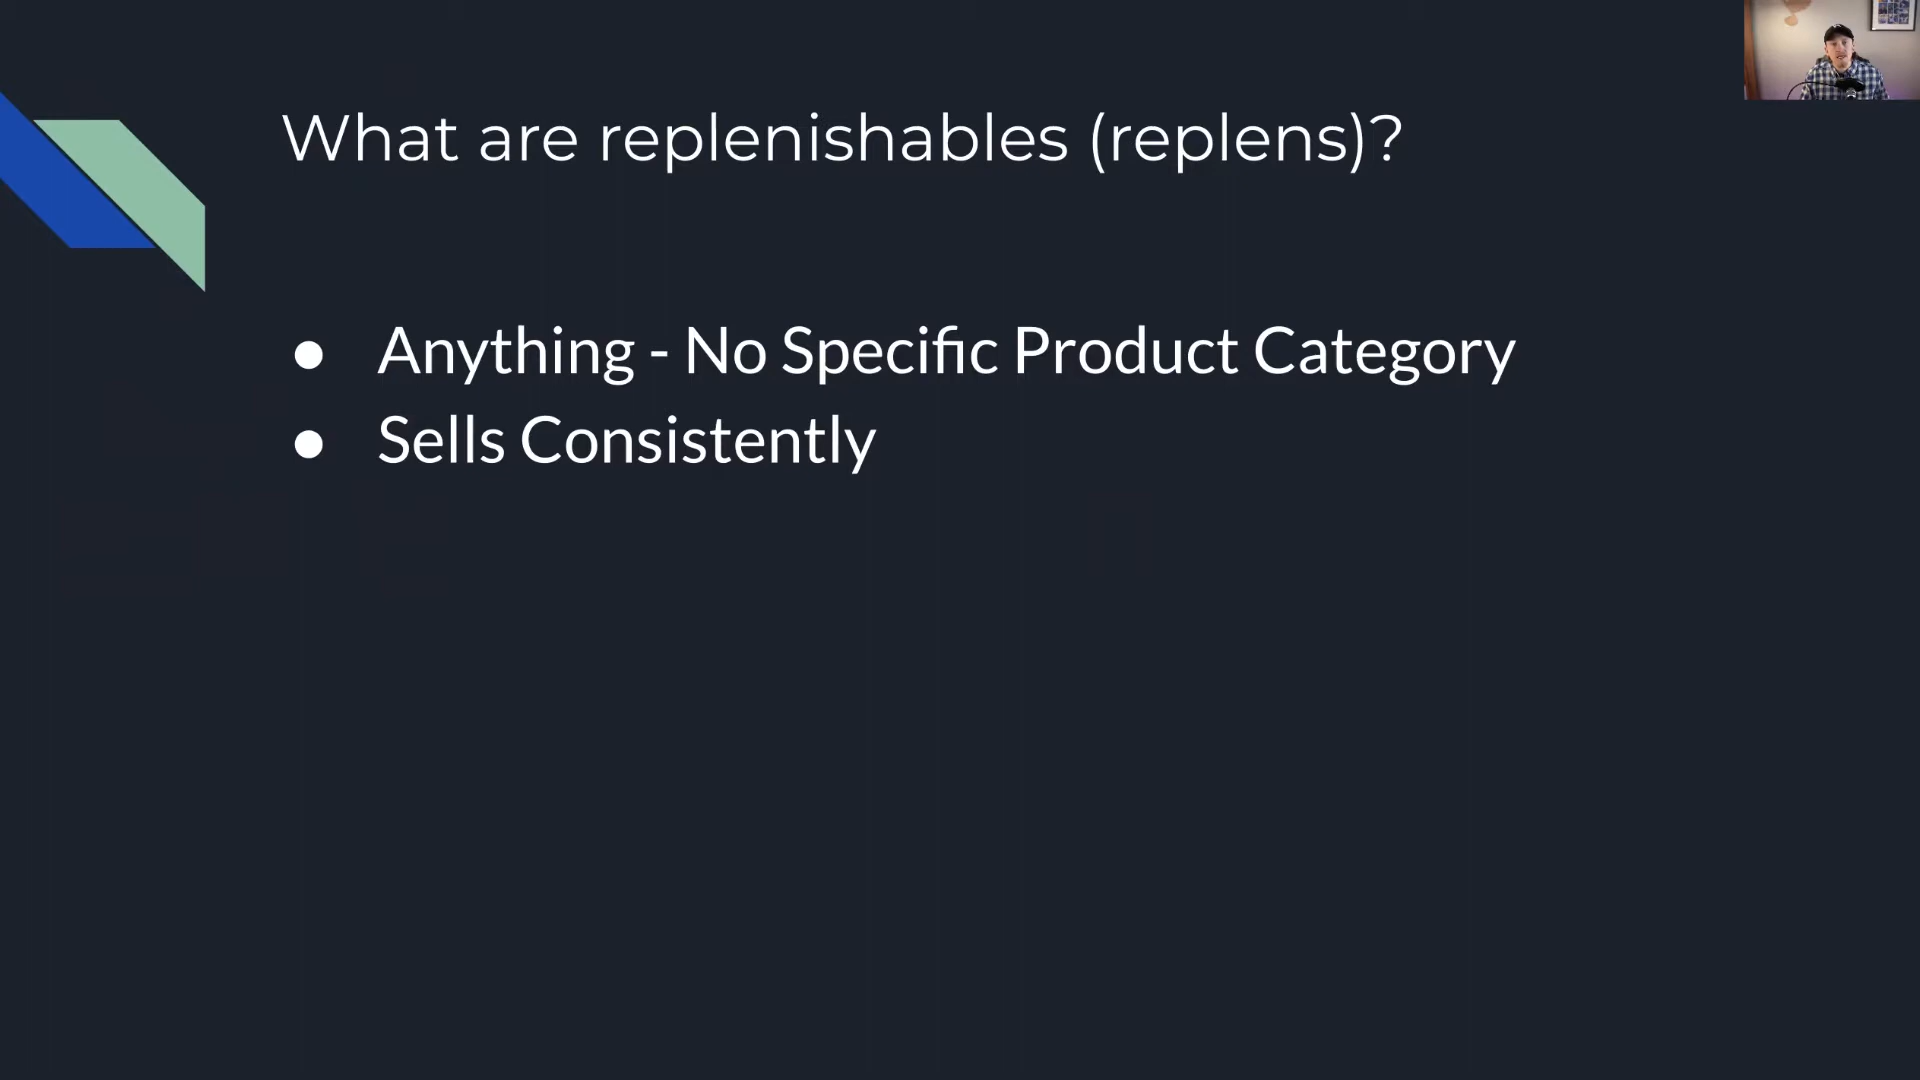 What are replenishables (replens)?
● Anything - No Specific Product Category
● Sells Consistently